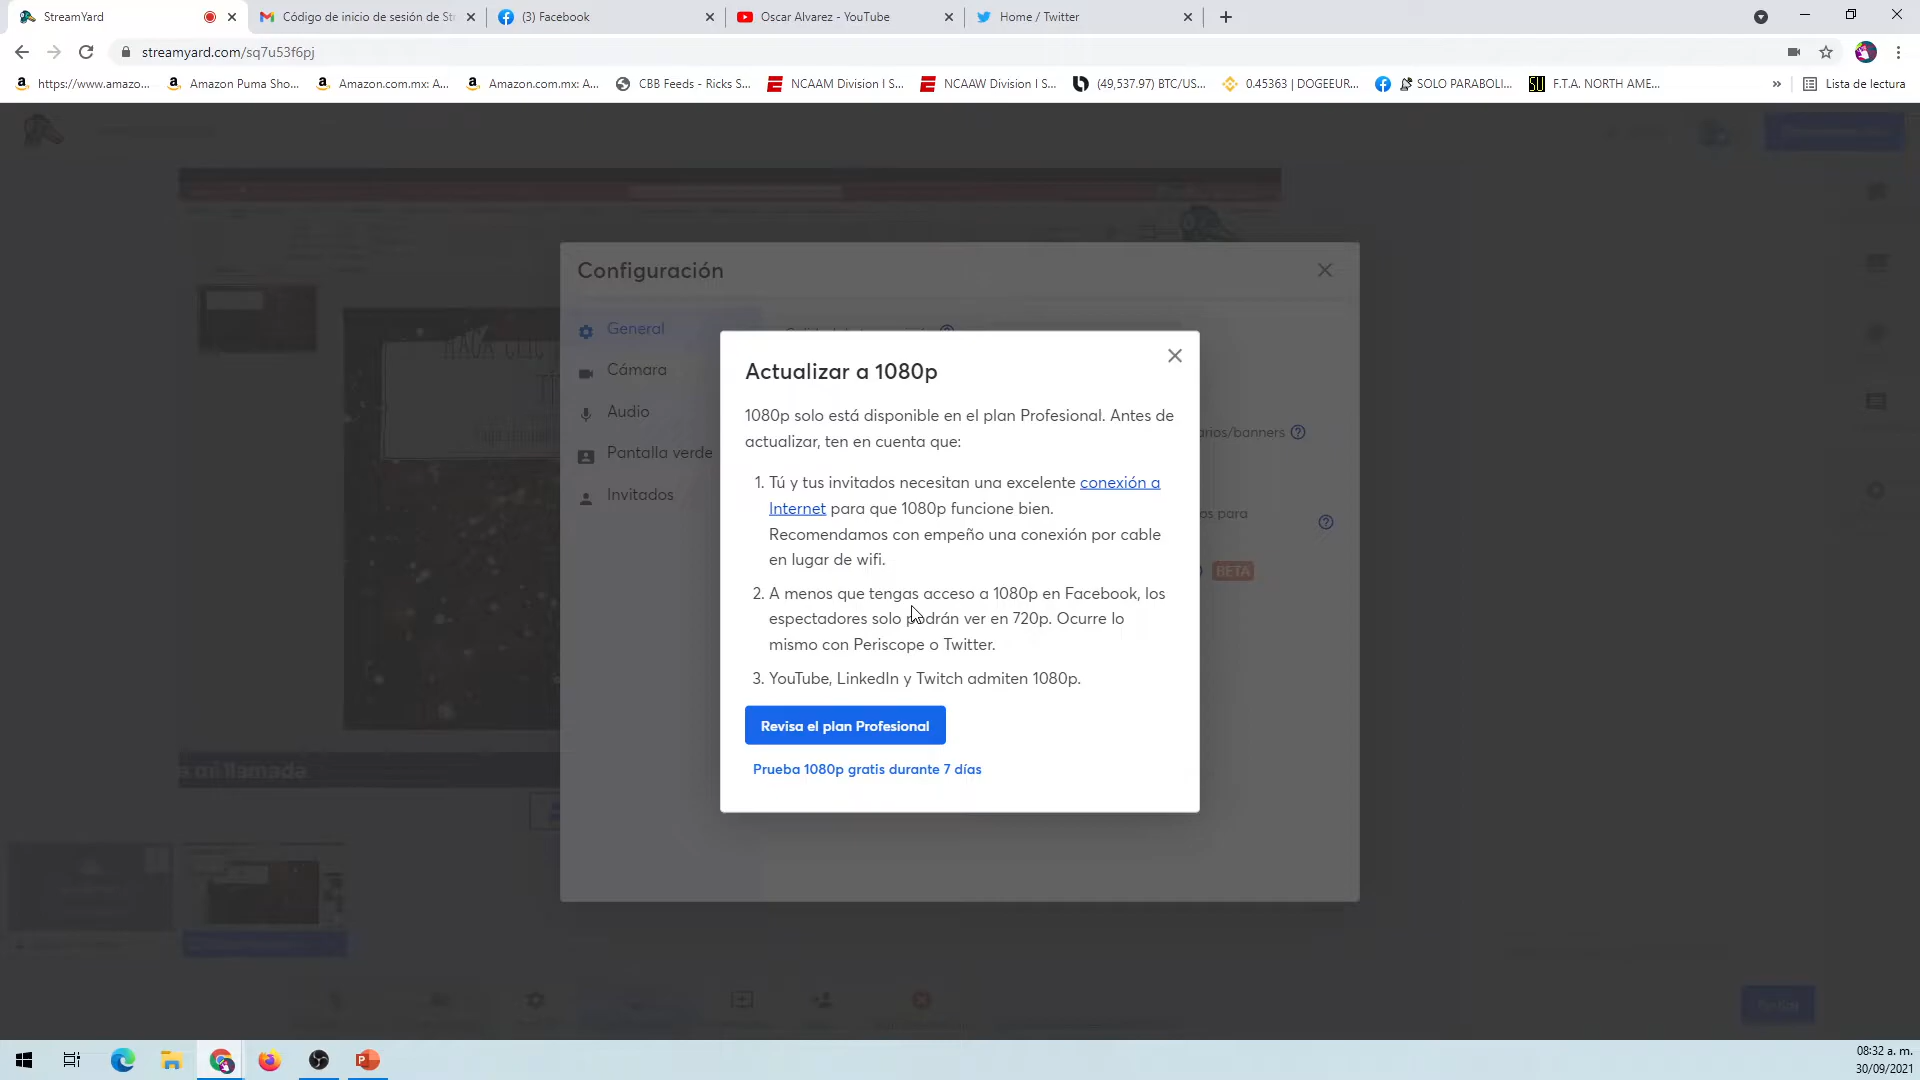 StreamYard
Código de inicio de sesión de St
(3) Facebook
Oscar Alvarez - YouTube
Home / Twitter
streamyard.com/sq7u53f6pj
https://www.amazo...
Amazon Puma Sho...
Amazon.com.mx: A...
Amazon.com.mx: A...
CBB Feeds - Ricks S...
NCAAM Division I S...
NCAAW Division I S...
(49,537.97) BTC/US...
0.45363 | DOGEEUR...
SOLO PARABOLI...
F.T.A. NORTH AME...
»
Lista de lectura
Configuración
General
Cámara
Audio
Pantalla verde
Invitados
arios/banners
os para
BETA
Actualizar a 1080p
1080p solo está disponible en el plan Profesional. Antes de
actualizar, ten en cuenta que:
1. Tú y tus invitados necesitan una excelente conexión a
Internet para que 1080p funcione bien.
Recomendamos con empeño una conexión por cable
en lugar de wifi.
2. A menos que tengas acceso a 1080p en Facebook, los
espectadores solo podrán ver en 720p. Ocurre lo
mismo con Periscope o Twitter.
3. YouTube, LinkedIn y Twitch admiten 1080p.
Revisa el plan Profesional
Prueba 1080p gratis durante 7 días
a mi llamada
08:32 a. m.
30/09/2021